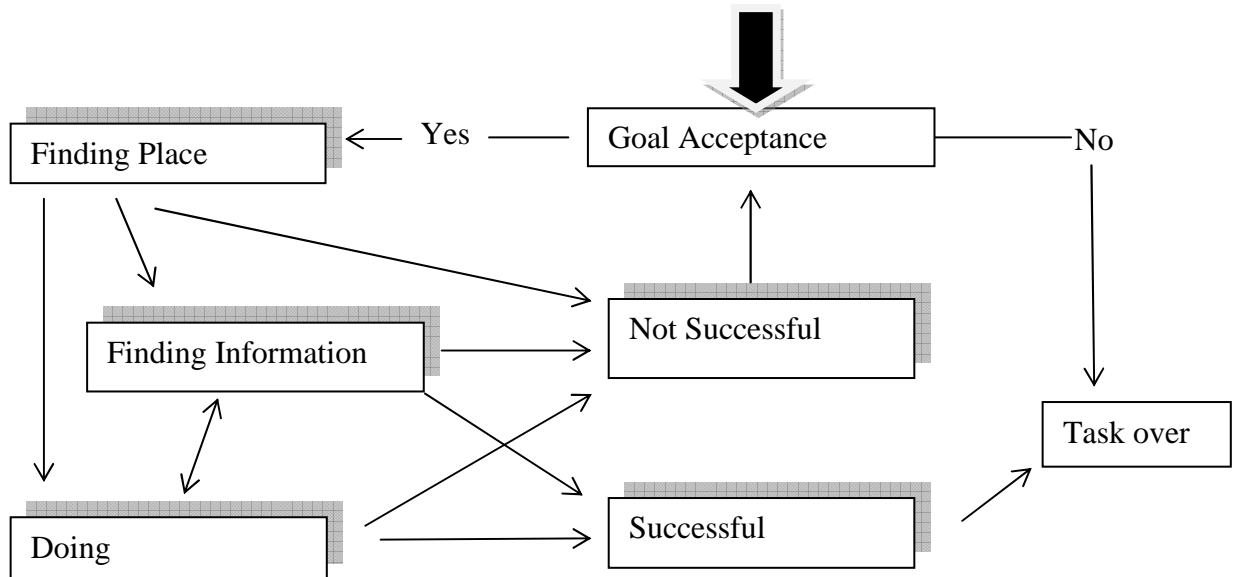 Yes
Goal Acceptance
No
Finding Place
Not Successful
Finding Information
Task over
Successful
Doing